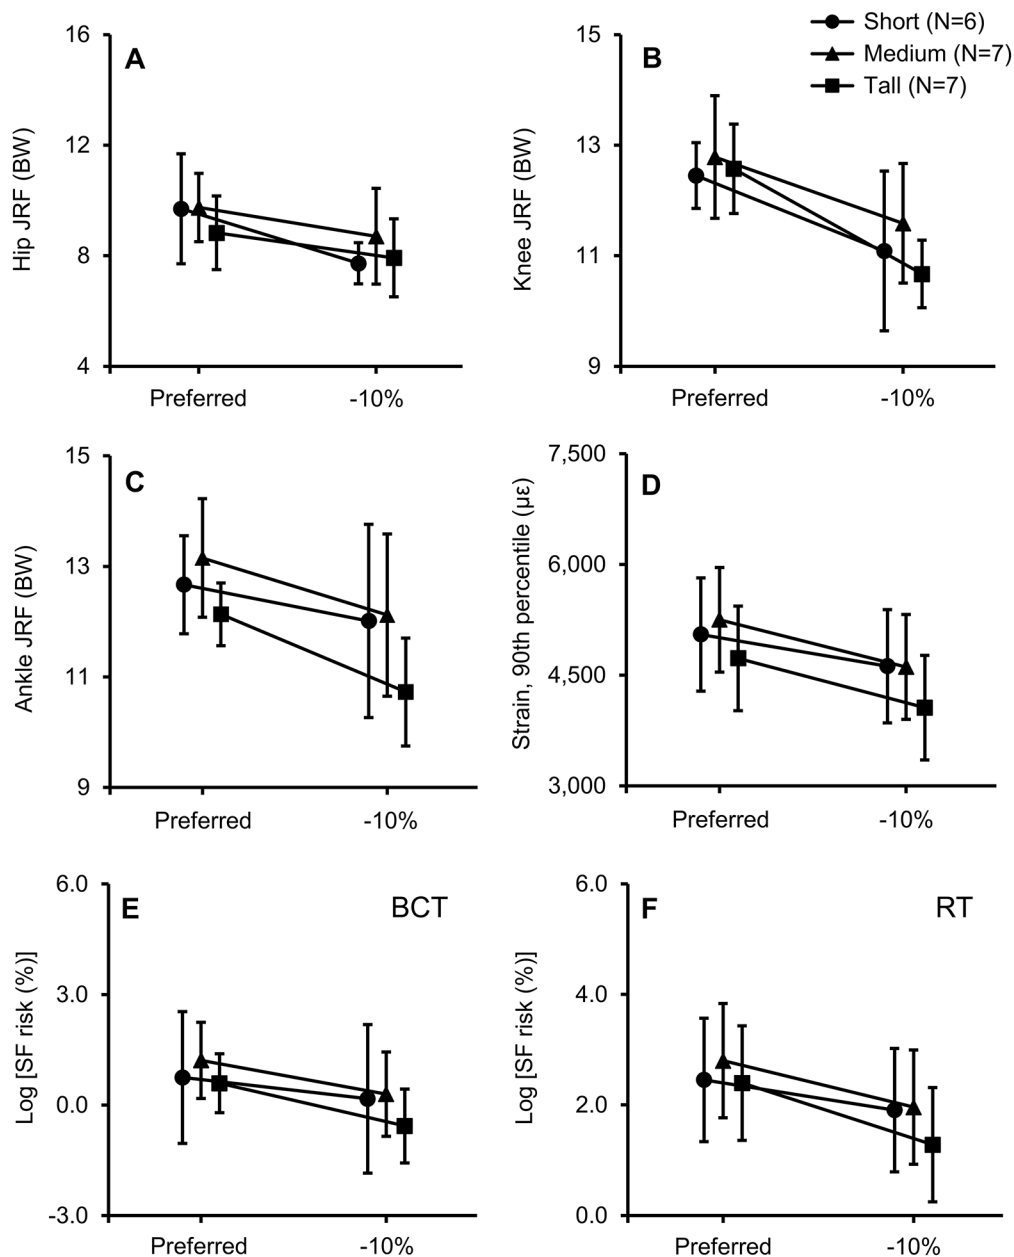 Short (N=6)
Medium (N=7)
Tall (N=7)
A
Hip JRF (BW)
16
12
8
4
Preferred -10%
B
Knee JRF (BW)
15
13
11
9
Preferred -10%
C
Ankle JRF (BW)
15
13
11
9
Preferred -10%
D
Strain, 90th percentile (με)
7,500
6,000
4,500
3,000
Preferred -10%
E BCT
Log [SF risk (%)]
6.0
3.0
0.0
-3.0
Preferred -10%
F RT
Log [SF risk (%)]
6.0
4.0
2.0
0.0
Preferred -10%